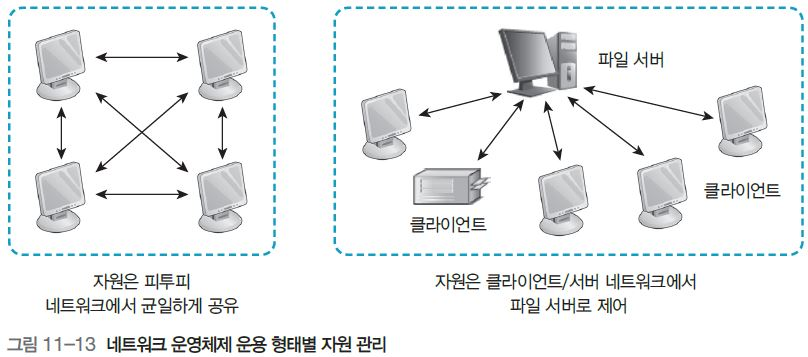 파일 서버
클라이언트
클라이언트
자원은 피투피
네트워크에서 균일하게 공유
자원은 클라이언트/서버 네트워크에서
파일 서버로 제어
그림 11-13 네트워크 운영체제 운용 형태별 자원 관리